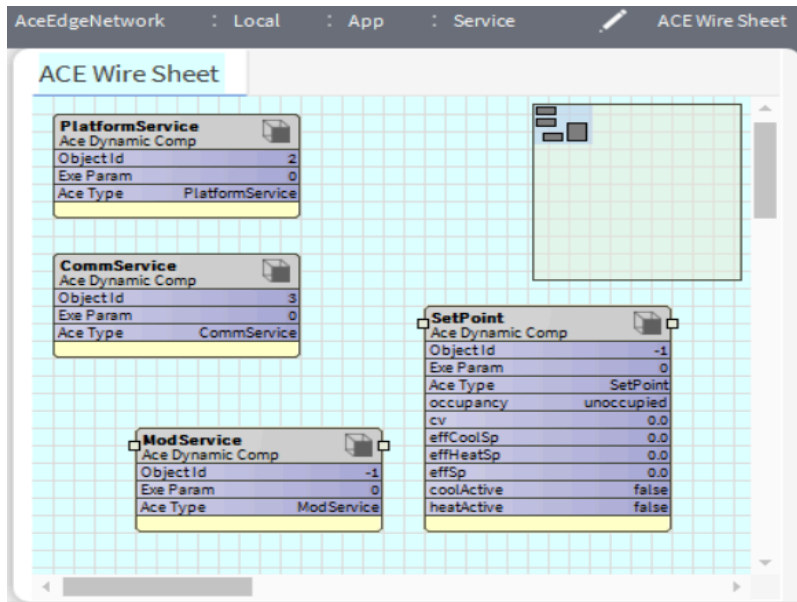 AceEdgeNetwork : Local : App : Service ACE Wire Sheet
ACE Wire Sheet
PlatformService
Ace Dynamic Comp
Object Id 2
Exe Param 0
Ace Type PlatformService
CommService
Ace Dynamic Comp
Object Id 3
Exe Param 0
Ace Type CommService
SetPoint
Ace Dynamic Comp
Object Id -1
Exe Param 0
Ace Type SetPoint
occupancy unoccupied
cv 0.0
effCoolSp 0.0
effHeatSp 0.0
effSp 0.0
coolActive false
heatActive false
ModService
Ace Dynamic Comp
Object Id -1
Exe Param 0
Ace Type ModService